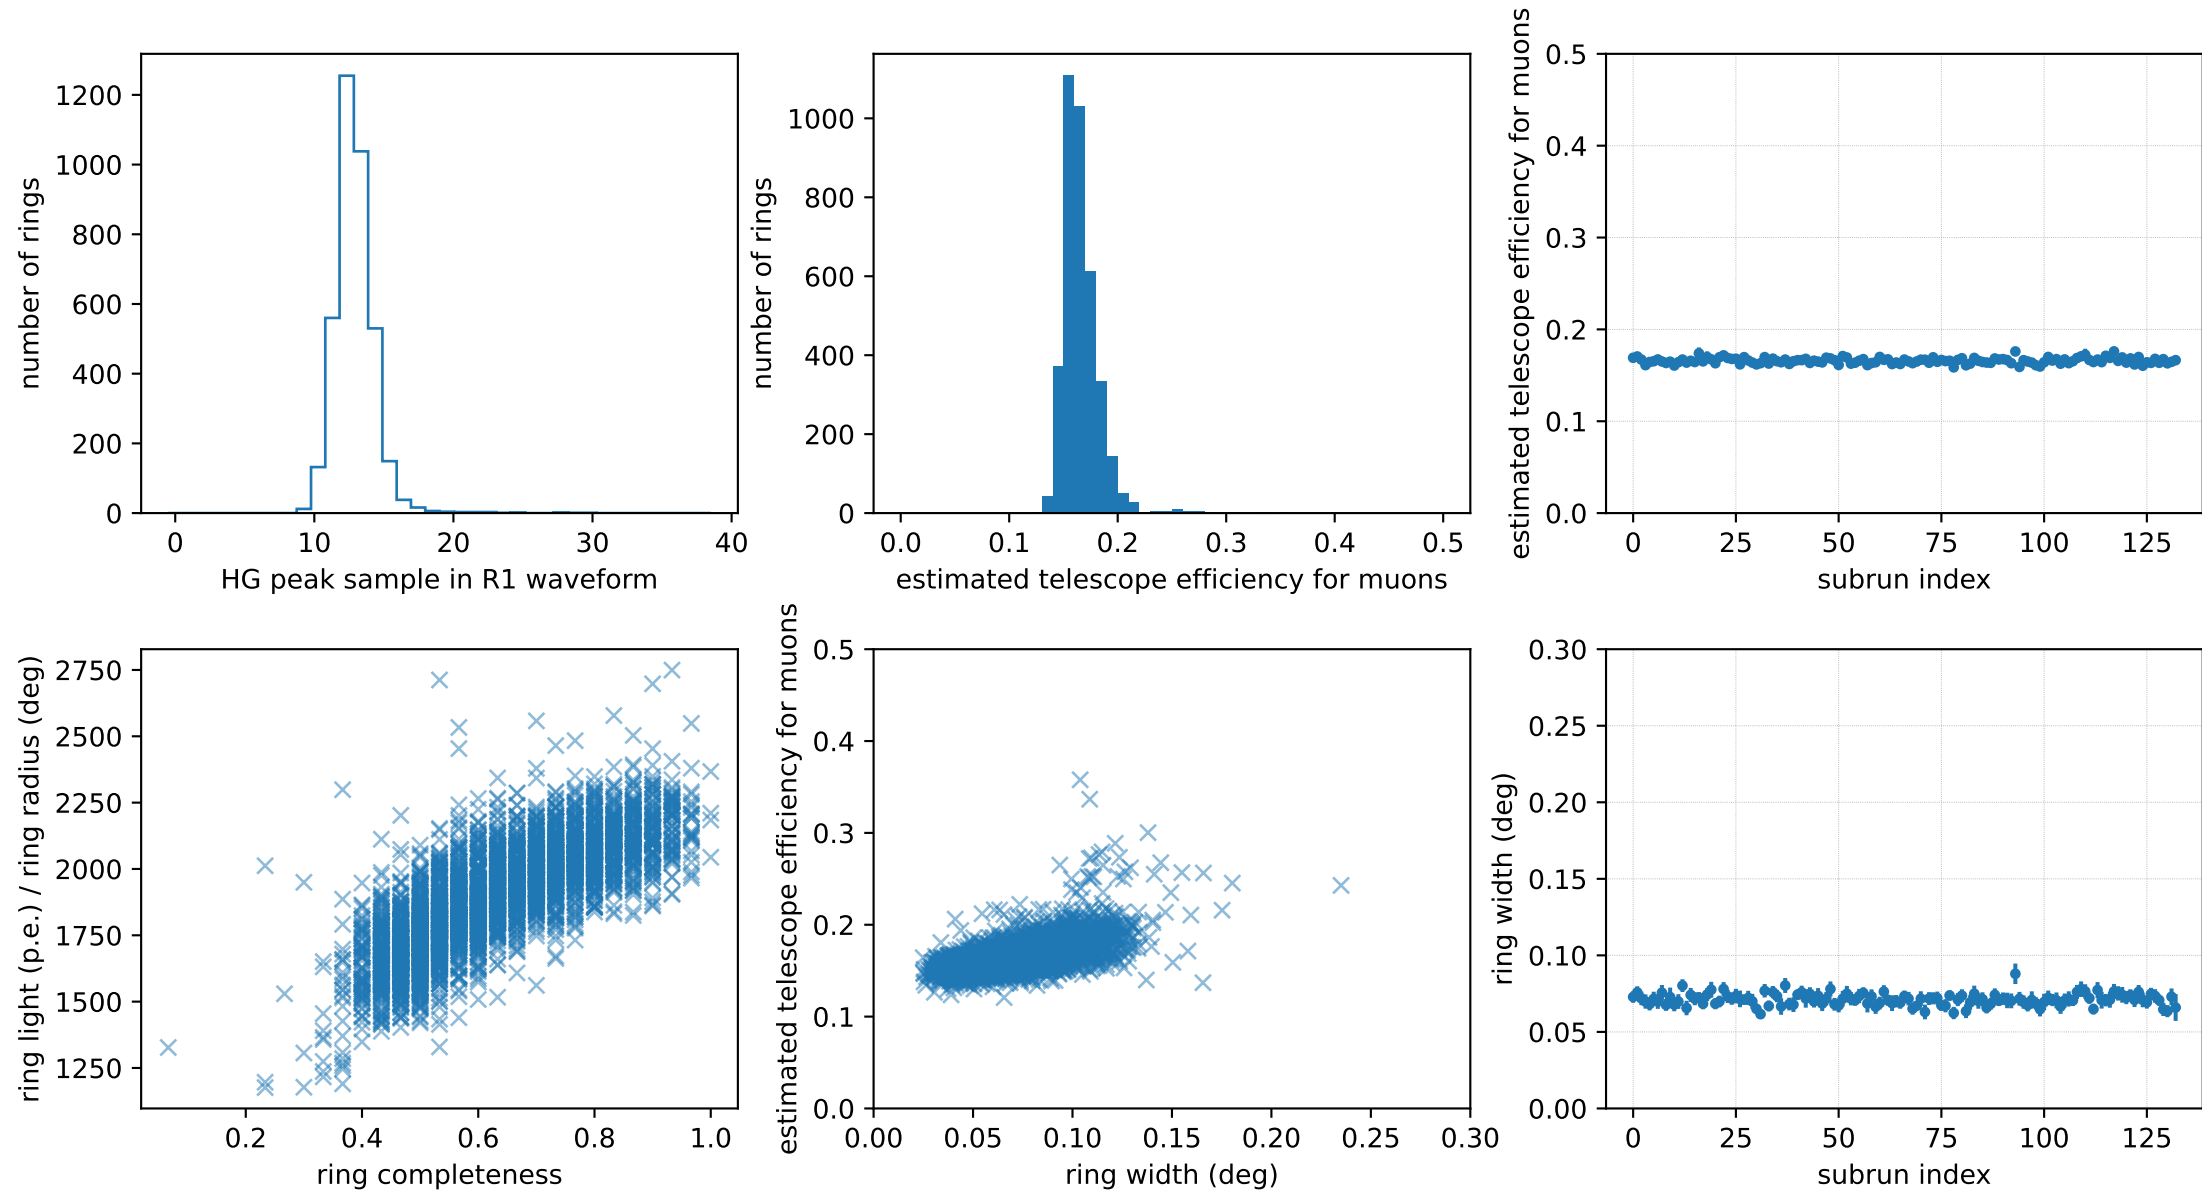 number of rings
1200
1000
800
600
400
200
0
0 10 20 30 40
HG peak sample in R1 waveform
number of rings
1000
800
600
400
200
0
0.0 0.1 0.2 0.3 0.4 0.5
estimated telescope efficiency for muons
estimated telescope efficiency for muons
0.5
0.4
0.3
0.2
0.1
0.0
0 25 50 75 100 125
subrun index
ring light (p.e.) / ring radius (deg)
2750
2500
2250
2000
1750
1500
1250
0.2 0.4 0.6 0.8 1.0
ring completeness
estimated telescope efficiency for muons
0.5
0.4
0.3
0.2
0.1
0.0
0.00 0.05 0.10 0.15 0.20 0.25 0.30
ring width (deg)
ring width (deg)
0.30
0.25
0.20
0.15
0.10
0.05
0.00
0 25 50 75 100 125
subrun index